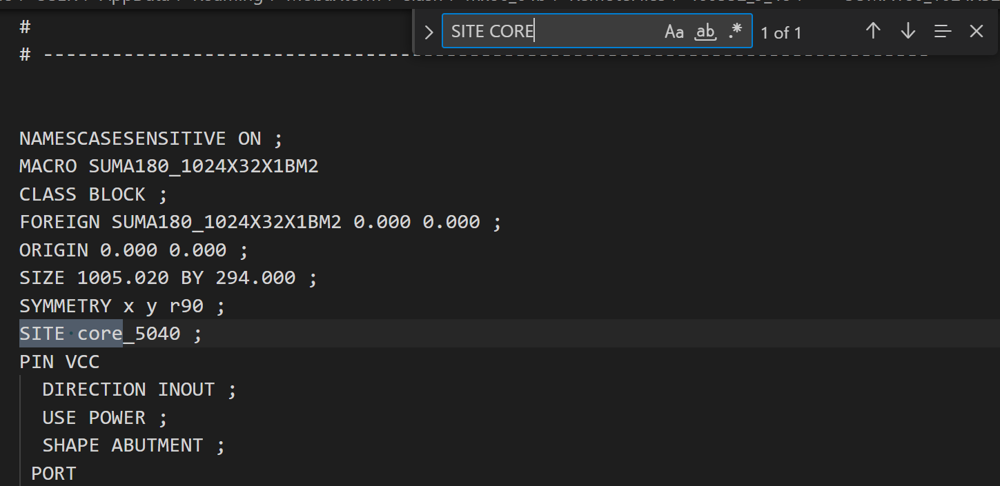 SITE CORE
Aa ab .* 1 of 1
#
# -----------------------------------------------------------------------------
NAMESCASESENSITIVE ON ;
MACRO SUMA180_1024X32X1BM2
CLASS BLOCK ;
FOREIGN SUMA180_1024X32X1BM2 0.000 0.000 ;
ORIGIN 0.000 0.000 ;
SIZE 1005.020 BY 294.000 ;
SYMMETRY x y r90 ;
SITE core_5040 ;
PIN VCC
DIRECTION INOUT ;
USE POWER ;
SHAPE ABUTMENT ;
PORT